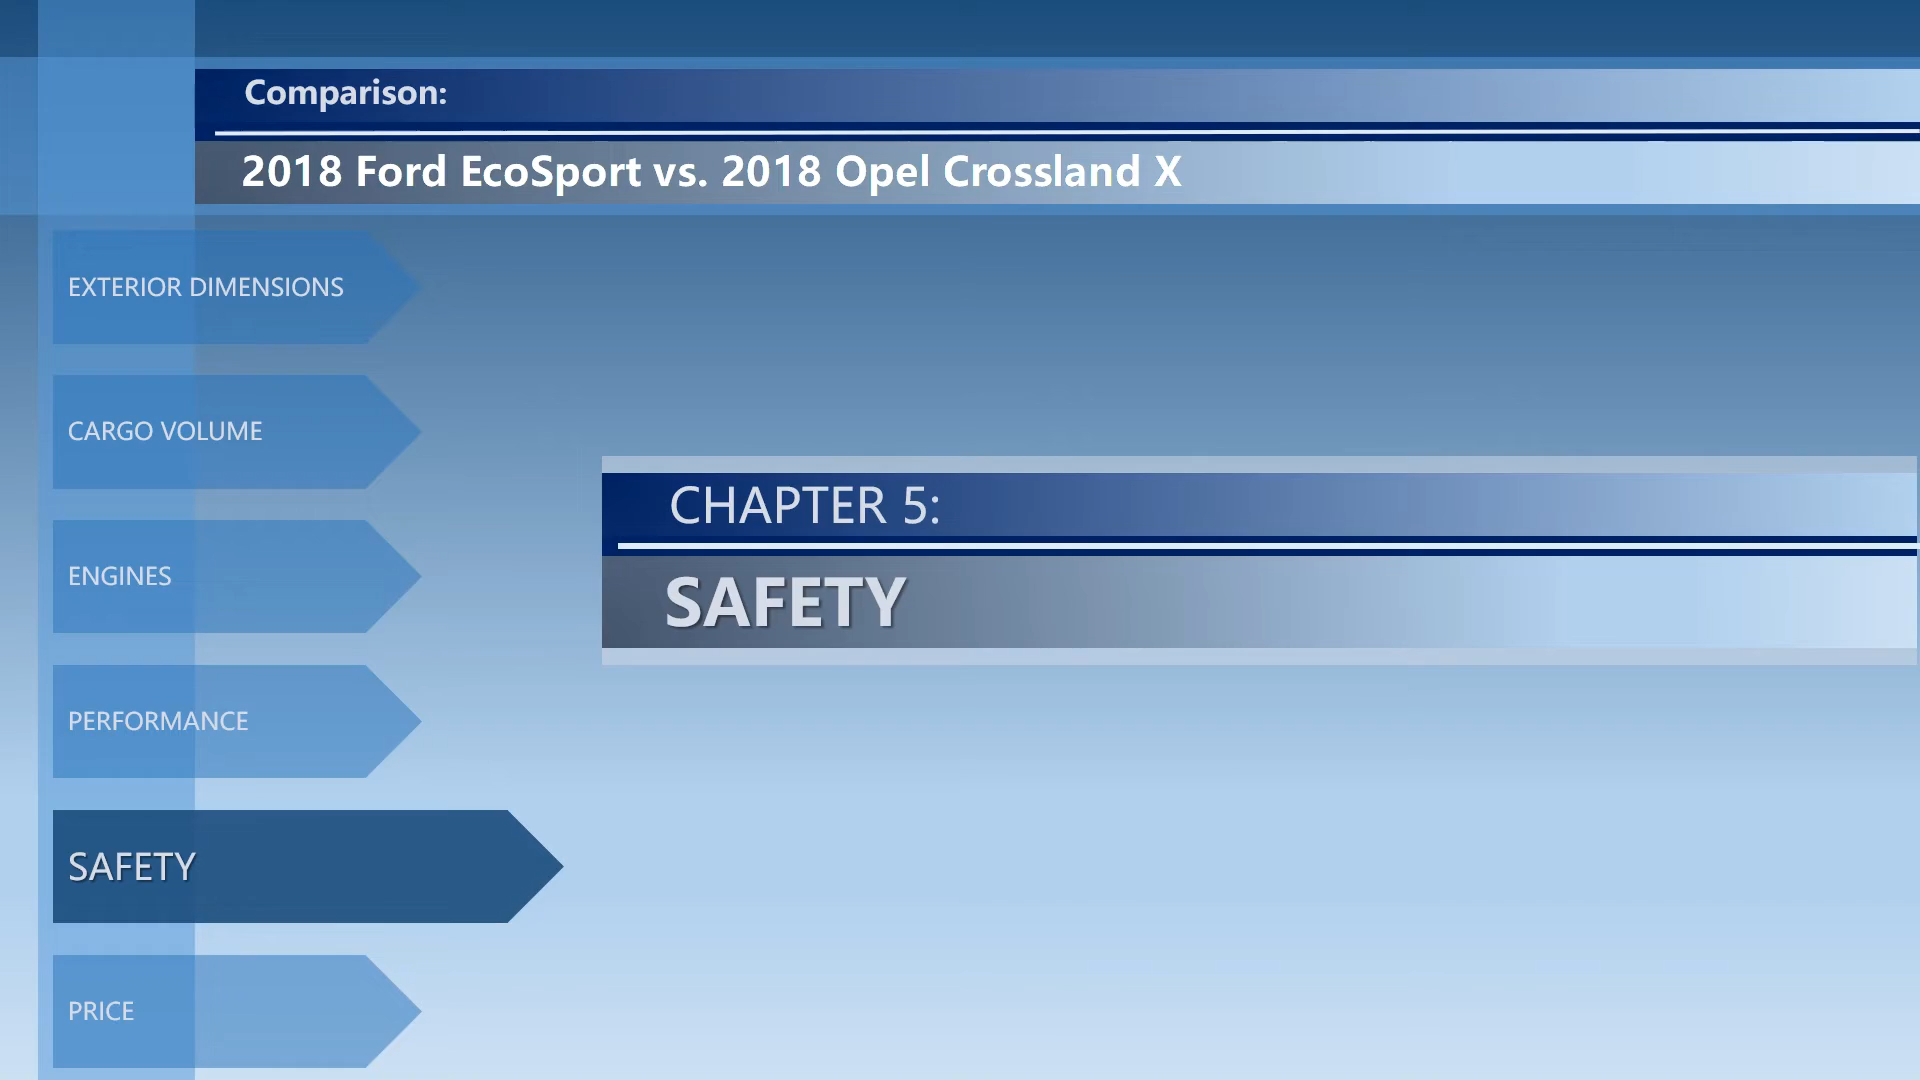 Comparison:
2018 Ford EcoSport vs. 2018 Opel Crossland X
EXTERIOR DIMENSIONS
CARGO VOLUME
ENGINES
PERFORMANCE
SAFETY
PRICE
CHAPTER 5:
SAFETY